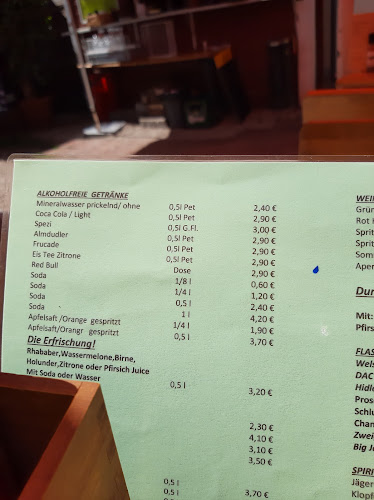 ALKOHOLFREIE GETRÄNKE
Mineralwasser prickelnd/ ohne 0,5l Pet 2,40 €
Coca Cola / Light 0,5l Pet 2,90 €
Spezi 0,5l G.Fl. 3,00 €
Almdudler 0,5l Pet 2,90 €
Frucade 0,5l Pet 2,90 €
Eis Tee Zitrone 0,5l Pet 2,90 €
Red Bull Dose 2,90 €
Soda 1/8 l 0,60 €
Soda 1/4 l 1,20 €
Soda 0,5 l 2,40 €
Soda 1 l 4,20 €
Apfelsaft /Orange gespritzt 1/4 l 1,90 €
Apfelsaft/Orangr gespritzt 0,5 l 3,70 €
Die Erfrischung!
Rhababer,Wassermelone,Birne,
Holunder,Zitrone oder Pfirsich Juice
Mit Soda oder Wasser 0,5 l 3,20 €
2,30 €
4,10 €
3,10 €
3,50 €
0,5 l
0,5 l 3,70 €
WEI
Grün
Rot
Sprit
Sprit
Som
Aper
Dur
Mit:
Pfirs
FLAS
Wels
DAC
Hidle
Pros
Schlu
Chan
Zwei
Big J
SPIRI
Jäger
Klopf